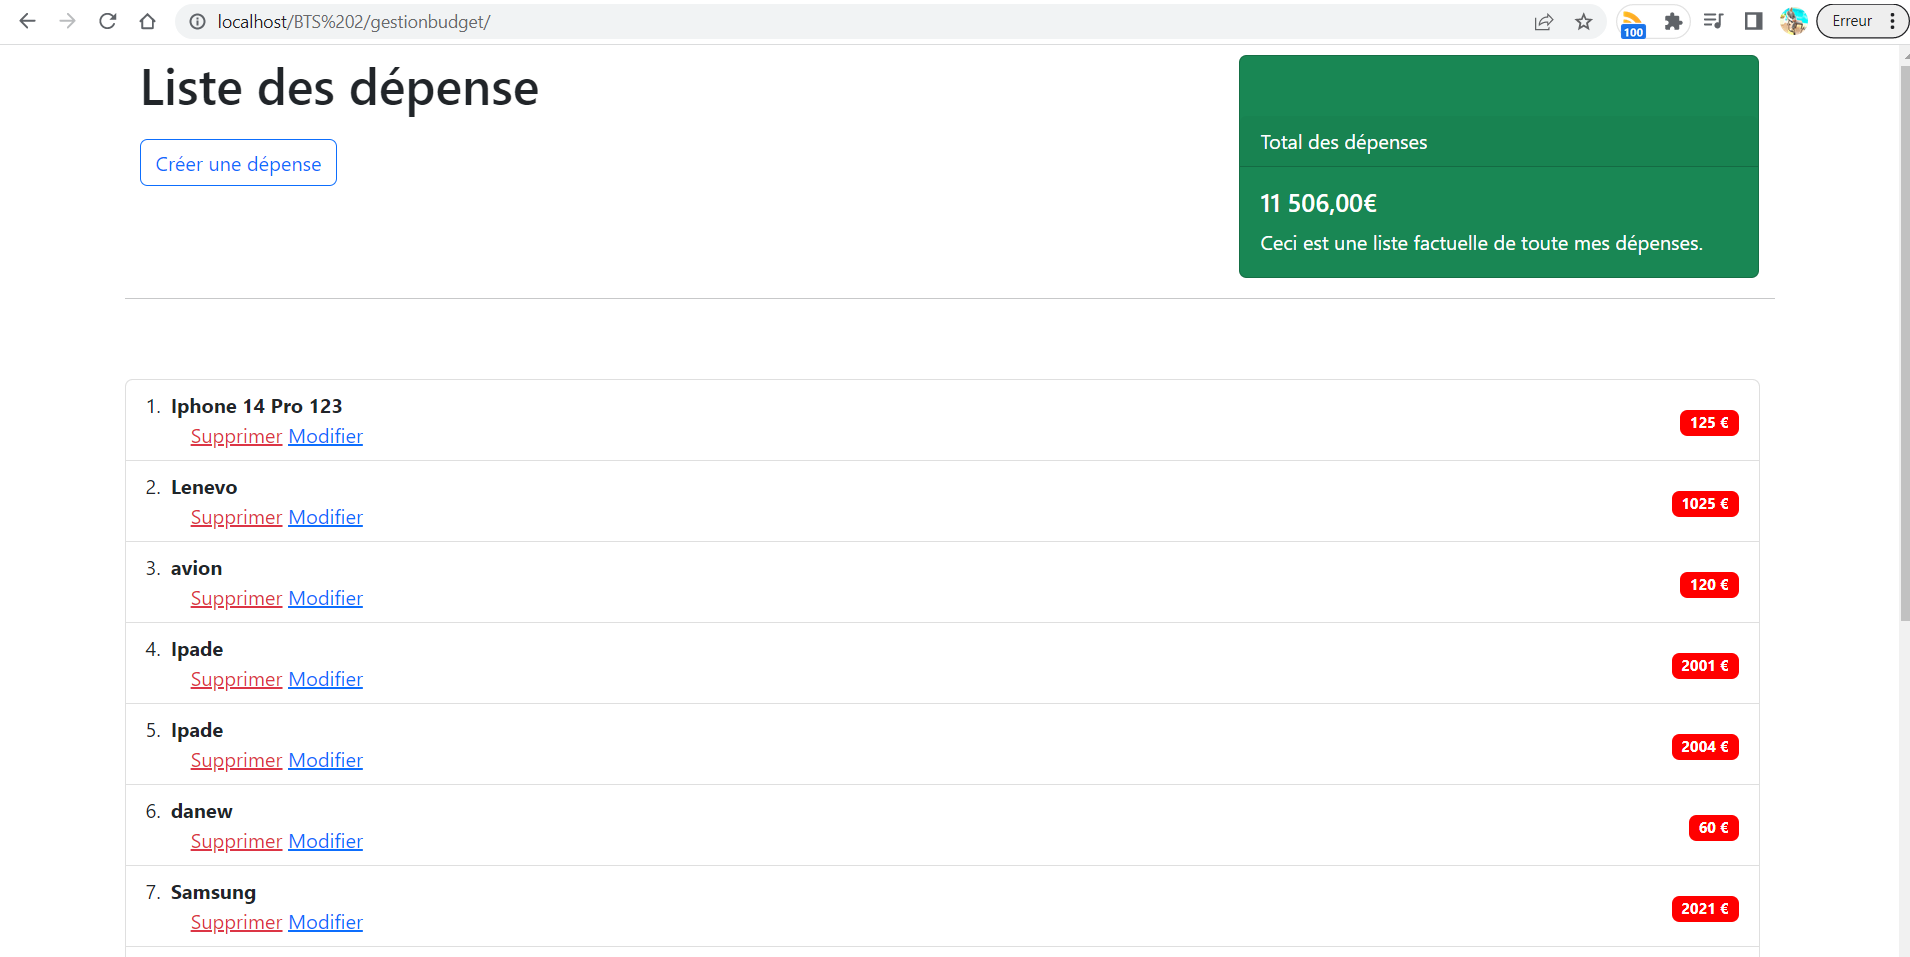 localhost/BTS%202/gestionbudget/
100
Erreur
Liste des dépense
Créer une dépense
Total des dépenses
11 506,00€
Ceci est une liste factuelle de toute mes dépenses.
1. Iphone 14 Pro 123
Supprimer Modifier
125 €
2. Lenevo
Supprimer Modifier
1025 €
3. avion
Supprimer Modifier
120 €
4. Ipade
Supprimer Modifier
2001 €
5. Ipade
Supprimer Modifier
2004 €
6. danew
Supprimer Modifier
60 €
7. Samsung
Supprimer Modifier
2021 €